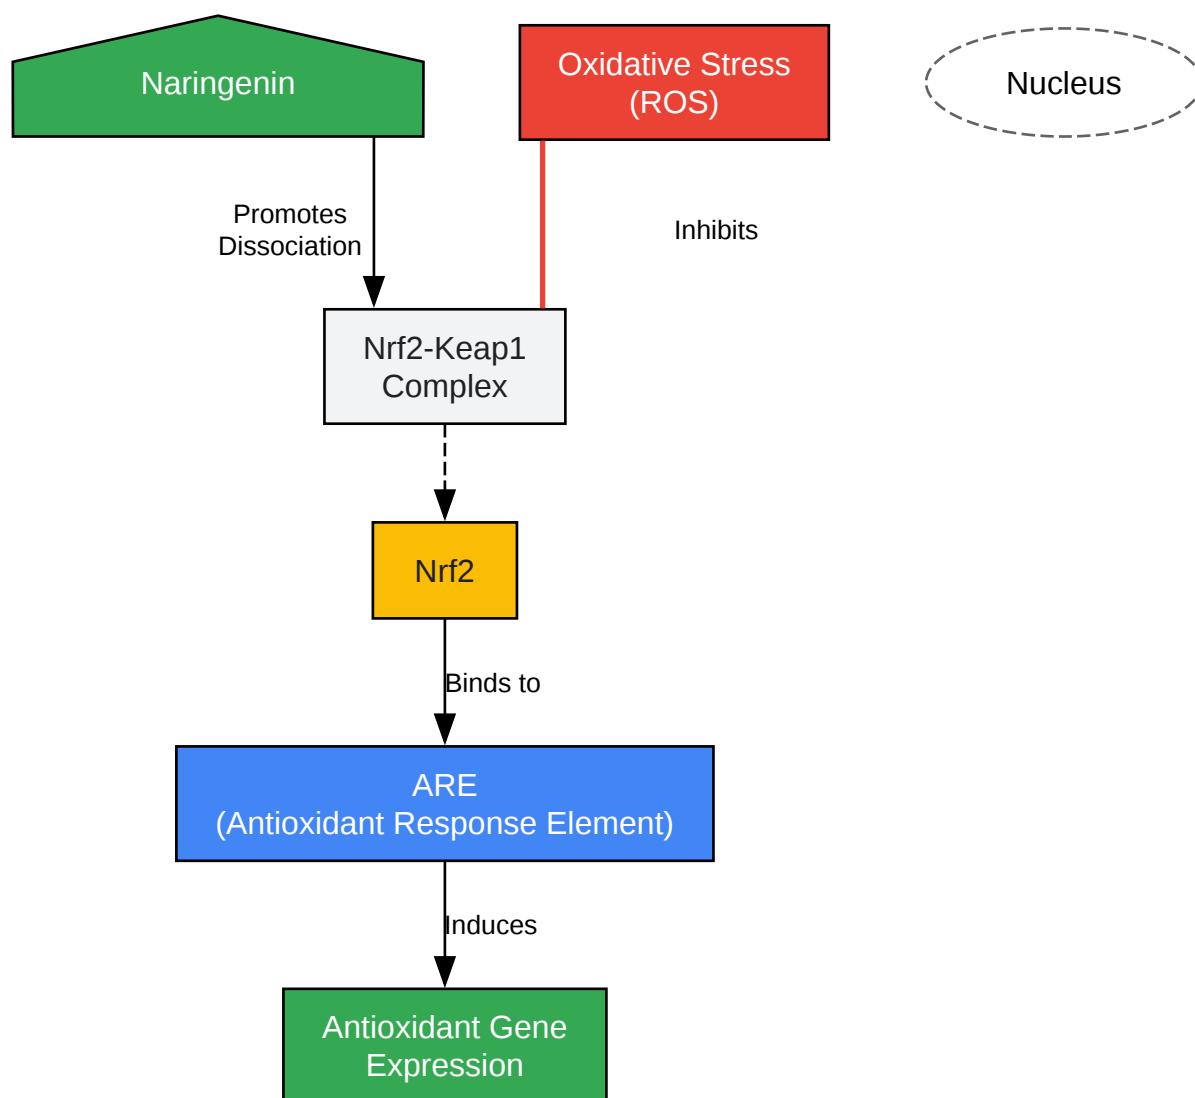 Naringenin
Oxidative Stress
(ROS)
Nucleus
Promotes
Dissociation
Inhibits
Nrf2-Keap1
Complex
Nrf2
Binds to
ARE
(Antioxidant Response Element)
Induces
Antioxidant Gene
Expression